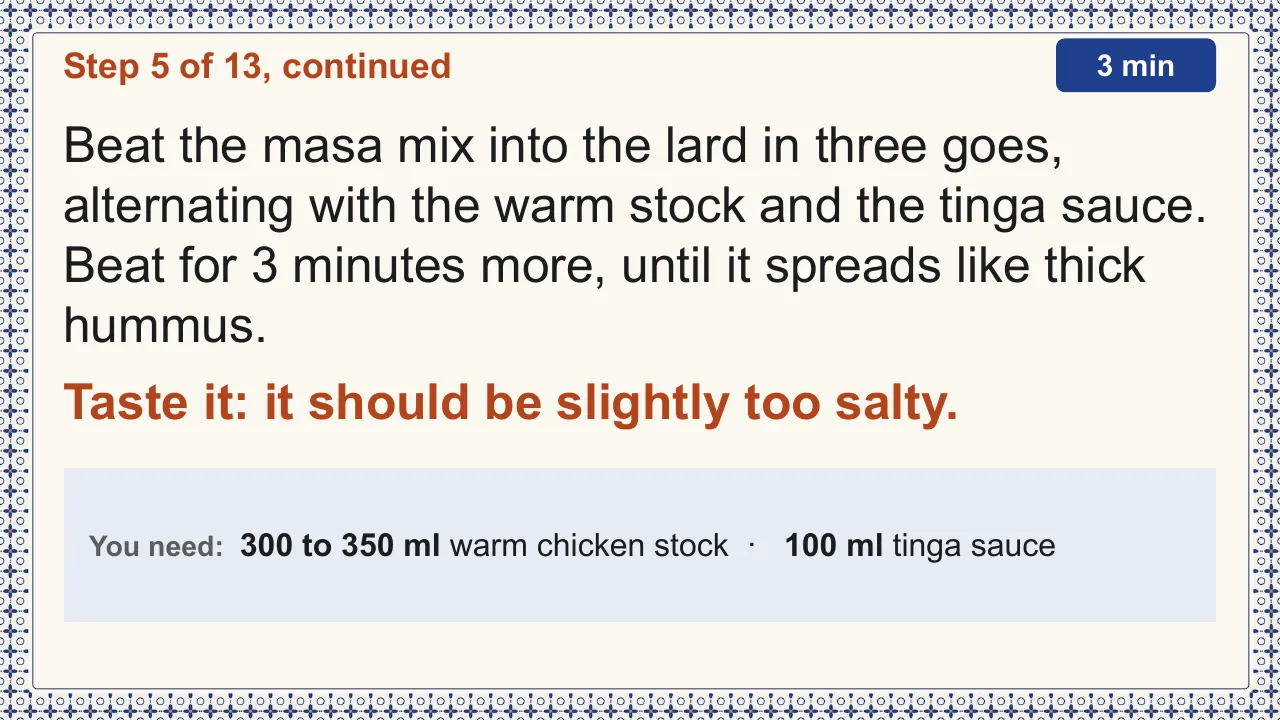 Step 5 of 13, continued
3 min
Beat the masa mix into the lard in three goes,
alternating with the warm stock and the tinga sauce.
Beat for 3 minutes more, until it spreads like thick
hummus.
Taste it: it should be slightly too salty.
You need: 300 to 350 ml warm chicken stock · 100 ml tinga sauce